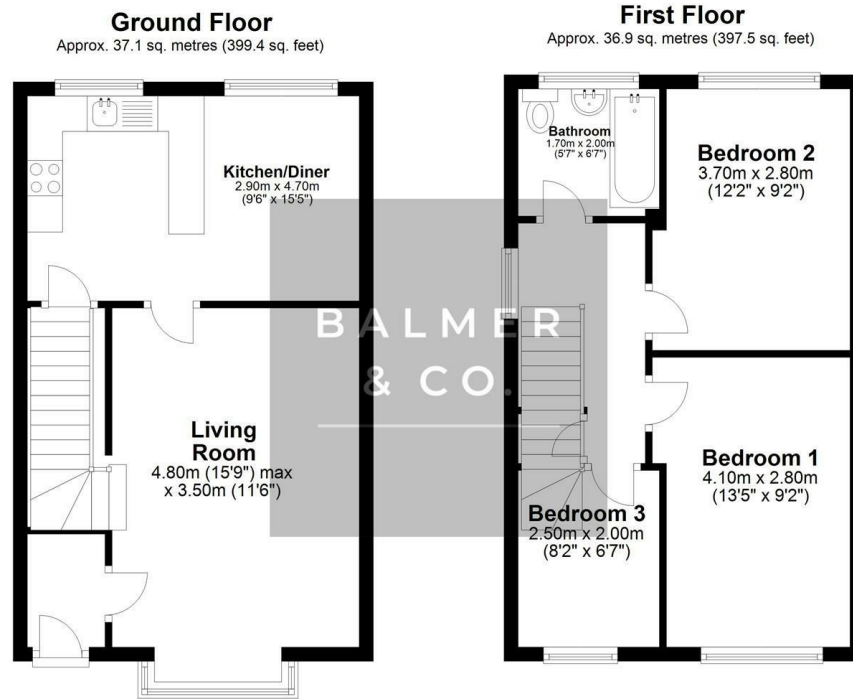 Ground Floor
Approx. 37.1 sq. metres (399.4 sq. feet)
Kitchen/Diner
2.90m x 4.70m
(9'6" x 15'5")
Living
Room
4.80m (15'9") max
x 3.50m (11'6")
First Floor
Approx. 36.9 sq. metres (397.5 sq. feet)
Bathroom
1.70m x 2.00m
(5'7" x 6'7")
Bedroom 2
3.70m x 2.80m
(12'2" x 9'2")
Bedroom 1
4.10m x 2.80m
(13'5" x 9'2")
Bedroom 3
2.50m x 2.00m
(8'2" x 6'7")
BALMER
& CO.